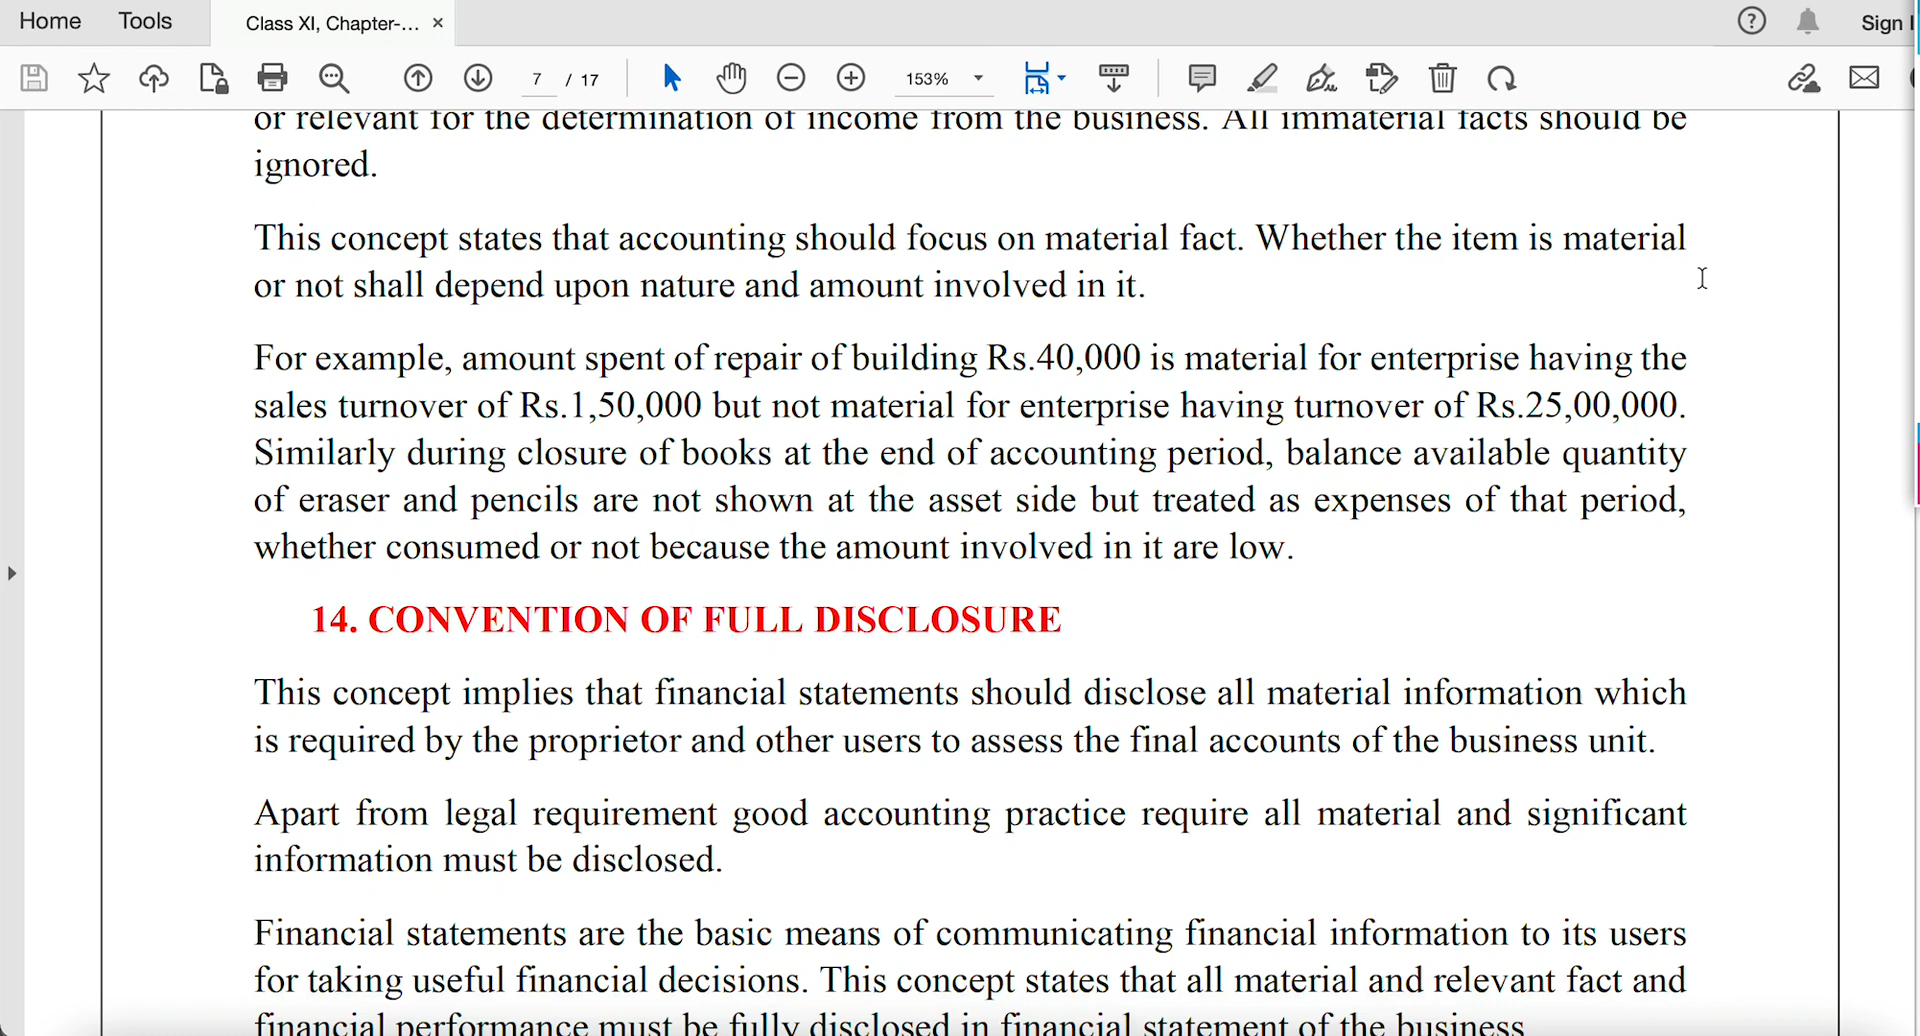 Home Tools Class XI, Chapter-... × Sign I
7 / 17 153%
or relevant for the determination of income from the business. All immaterial facts should be
ignored.
This concept states that accounting should focus on material fact. Whether the item is material
or not shall depend upon nature and amount involved in it.
For example, amount spent of repair of building Rs.40,000 is material for enterprise having the
sales turnover of Rs.1,50,000 but not material for enterprise having turnover of Rs.25,00,000.
Similarly during closure of books at the end of accounting period, balance available quantity
of eraser and pencils are not shown at the asset side but treated as expenses of that period,
whether consumed or not because the amount involved in it are low.
14. CONVENTION OF FULL DISCLOSURE
This concept implies that financial statements should disclose all material information which
is required by the proprietor and other users to assess the final accounts of the business unit.
Apart from legal requirement good accounting practice require all material and significant
information must be disclosed.
Financial statements are the basic means of communicating financial information to its users
for taking useful financial decisions. This concept states that all material and relevant fact and
financial performance must be fully disclosed in financial statement of the business